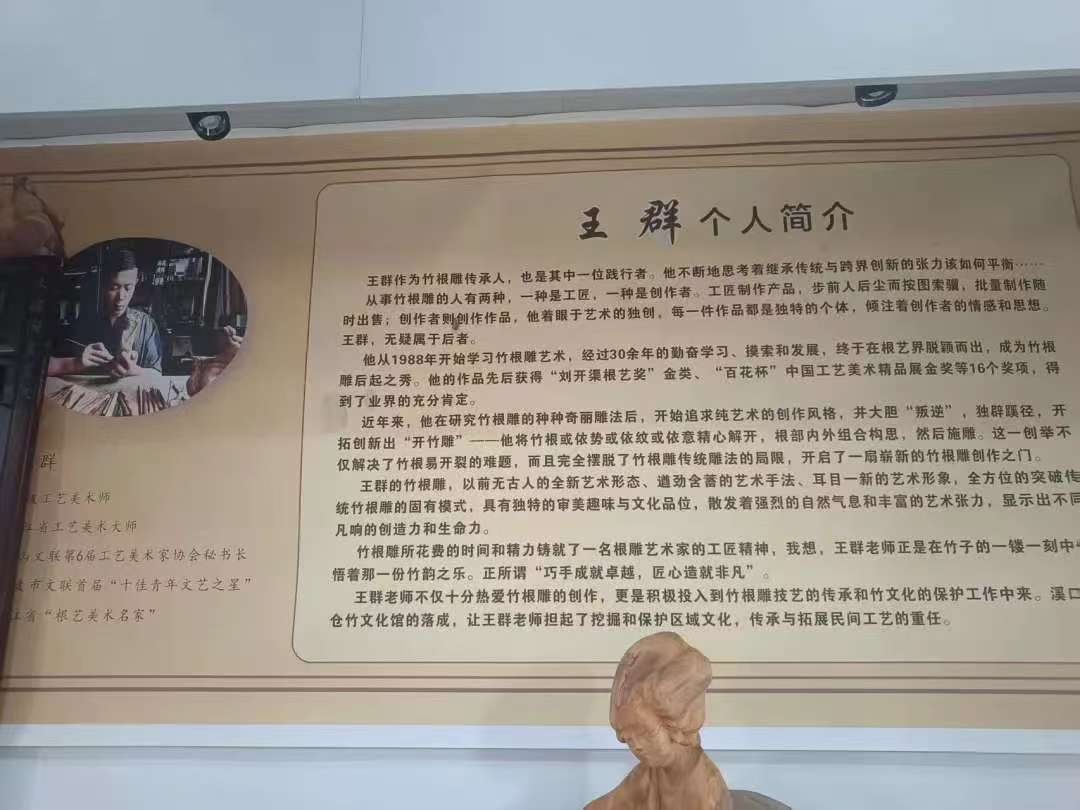 王 群 个人简介
王群作为竹根雕传承人，也是其中一位践行者。他不断地思考着继承传统与跨界创新的张力该如何平衡……
从事竹根雕的人有两种，一种是工匠，一种是创作者。工匠制作产品，步前人后尘而按图索骥，批量制作随
时出售；创作者则创作作品，他着眼于艺术的独创，每一件作品都是独特的个体，倾注着创作者的情感和思想。
王群，无疑属于后者。
他从1988年开始学习竹根雕艺术，经过30余年的勤奋学习、摸索和发展，终于在根艺界脱颖而出，成为竹根
雕后起之秀。他的作品先后获得“刘开渠根艺奖”金类、“百花杯”中国工艺美术精品展金奖等16个奖项，得
到了业界的充分肯定。
近年来，他在研究竹根雕的种种奇丽雕法后，开始追求纯艺术的创作风格，并大胆“叛逆”，独辟蹊径，开
拓创新出“开竹雕”——他将竹根或依势或依纹或依意精心解开，根部内外组合构思，然后施雕。这一创举不
仅解决了竹根易开裂的难题，而且完全摆脱了竹根雕传统雕法的局限，开启了一扇崭新的竹根雕创作之门。
王群的竹根雕，以前无古人的全新艺术形态、遒劲含蓄的艺术手法、耳目一新的艺术形象，全方位的突破传
统竹根雕的固有模式，具有独特的审美趣味与文化品位，散发着强烈的自然气息和丰富的艺术张力，显示出不同
凡响的创造力和生命力。
竹根雕所花费的时间和精力铸就了一名根雕艺术家的工匠精神，我想，王群老师正是在竹子的一镂一刻中
悟着那一份竹韵之乐。正所谓“巧手成就卓越，匠心造就非凡”。
王群老师不仅十分热爱竹根雕的创作，更是积极投入到竹根雕技艺的传承和竹文化的保护工作中来。溪口
仓竹文化馆的落成，让王群老师担起了挖掘和保护区域文化，传承与拓展民间工艺的重任。
群
工艺美术师
江省工艺美术大师
文联第6届工艺美术家协会秘书长
市文联首届“十佳青年文艺之星”
江省“根艺美术名家”